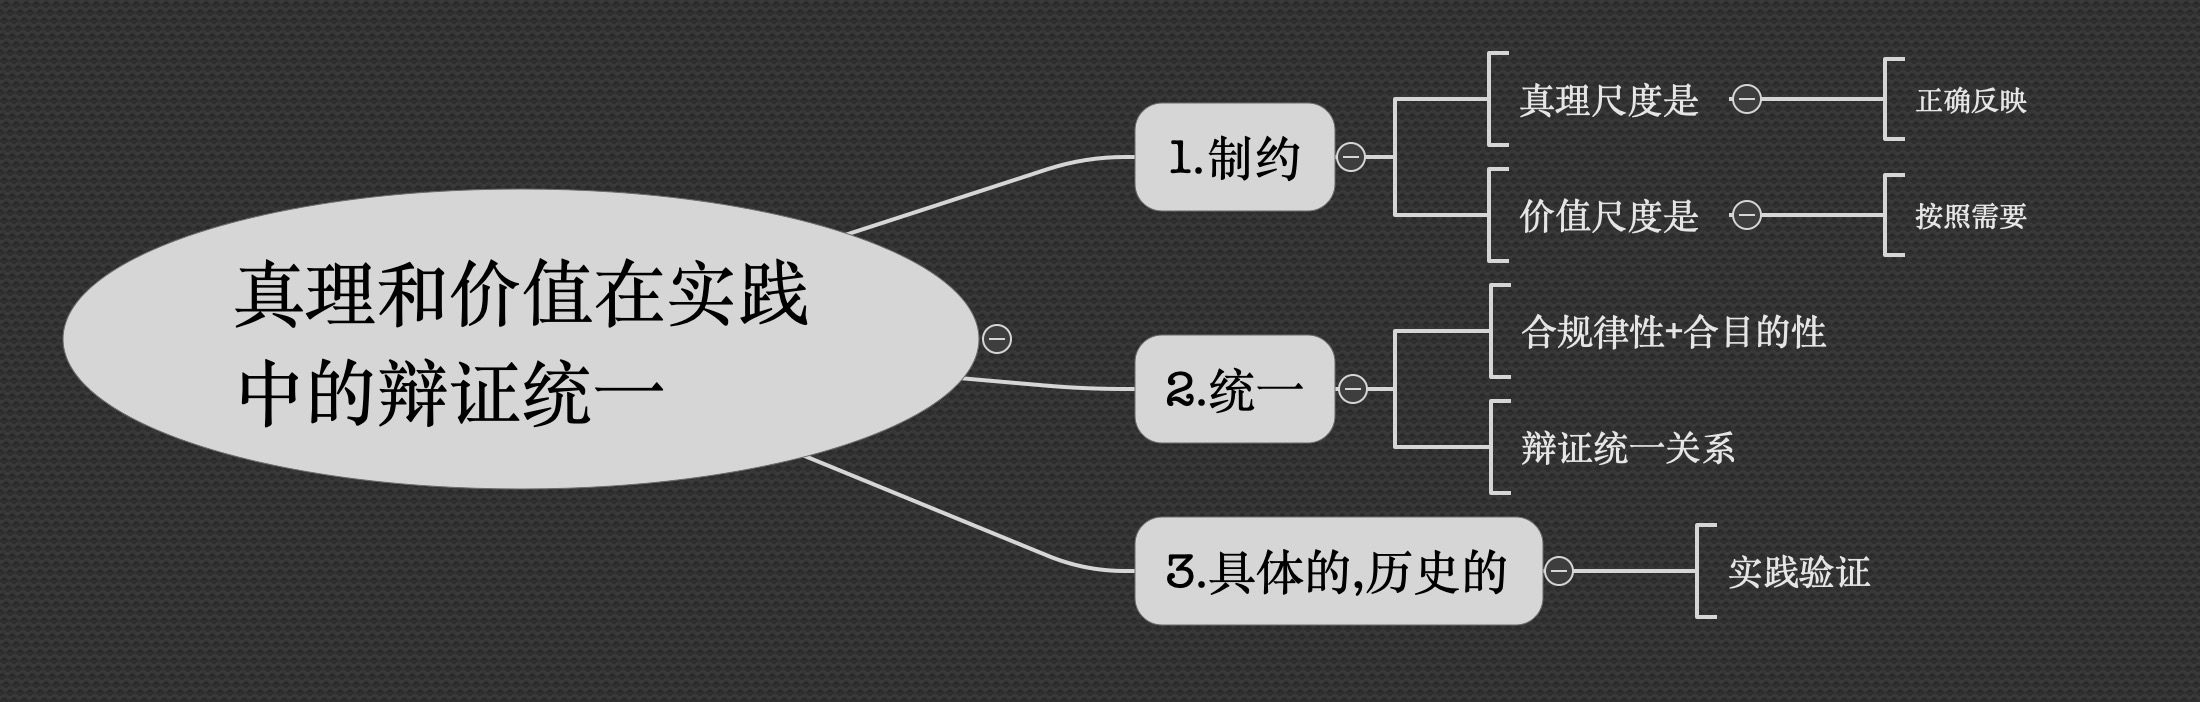 真理和价值在实践
中的辩证统一
1.制约
真理尺度是
正确反映
价值尺度是
按照需要
2.统一
合规律性+合目的性
辩证统一关系
3.具体的,历史的
实践验证